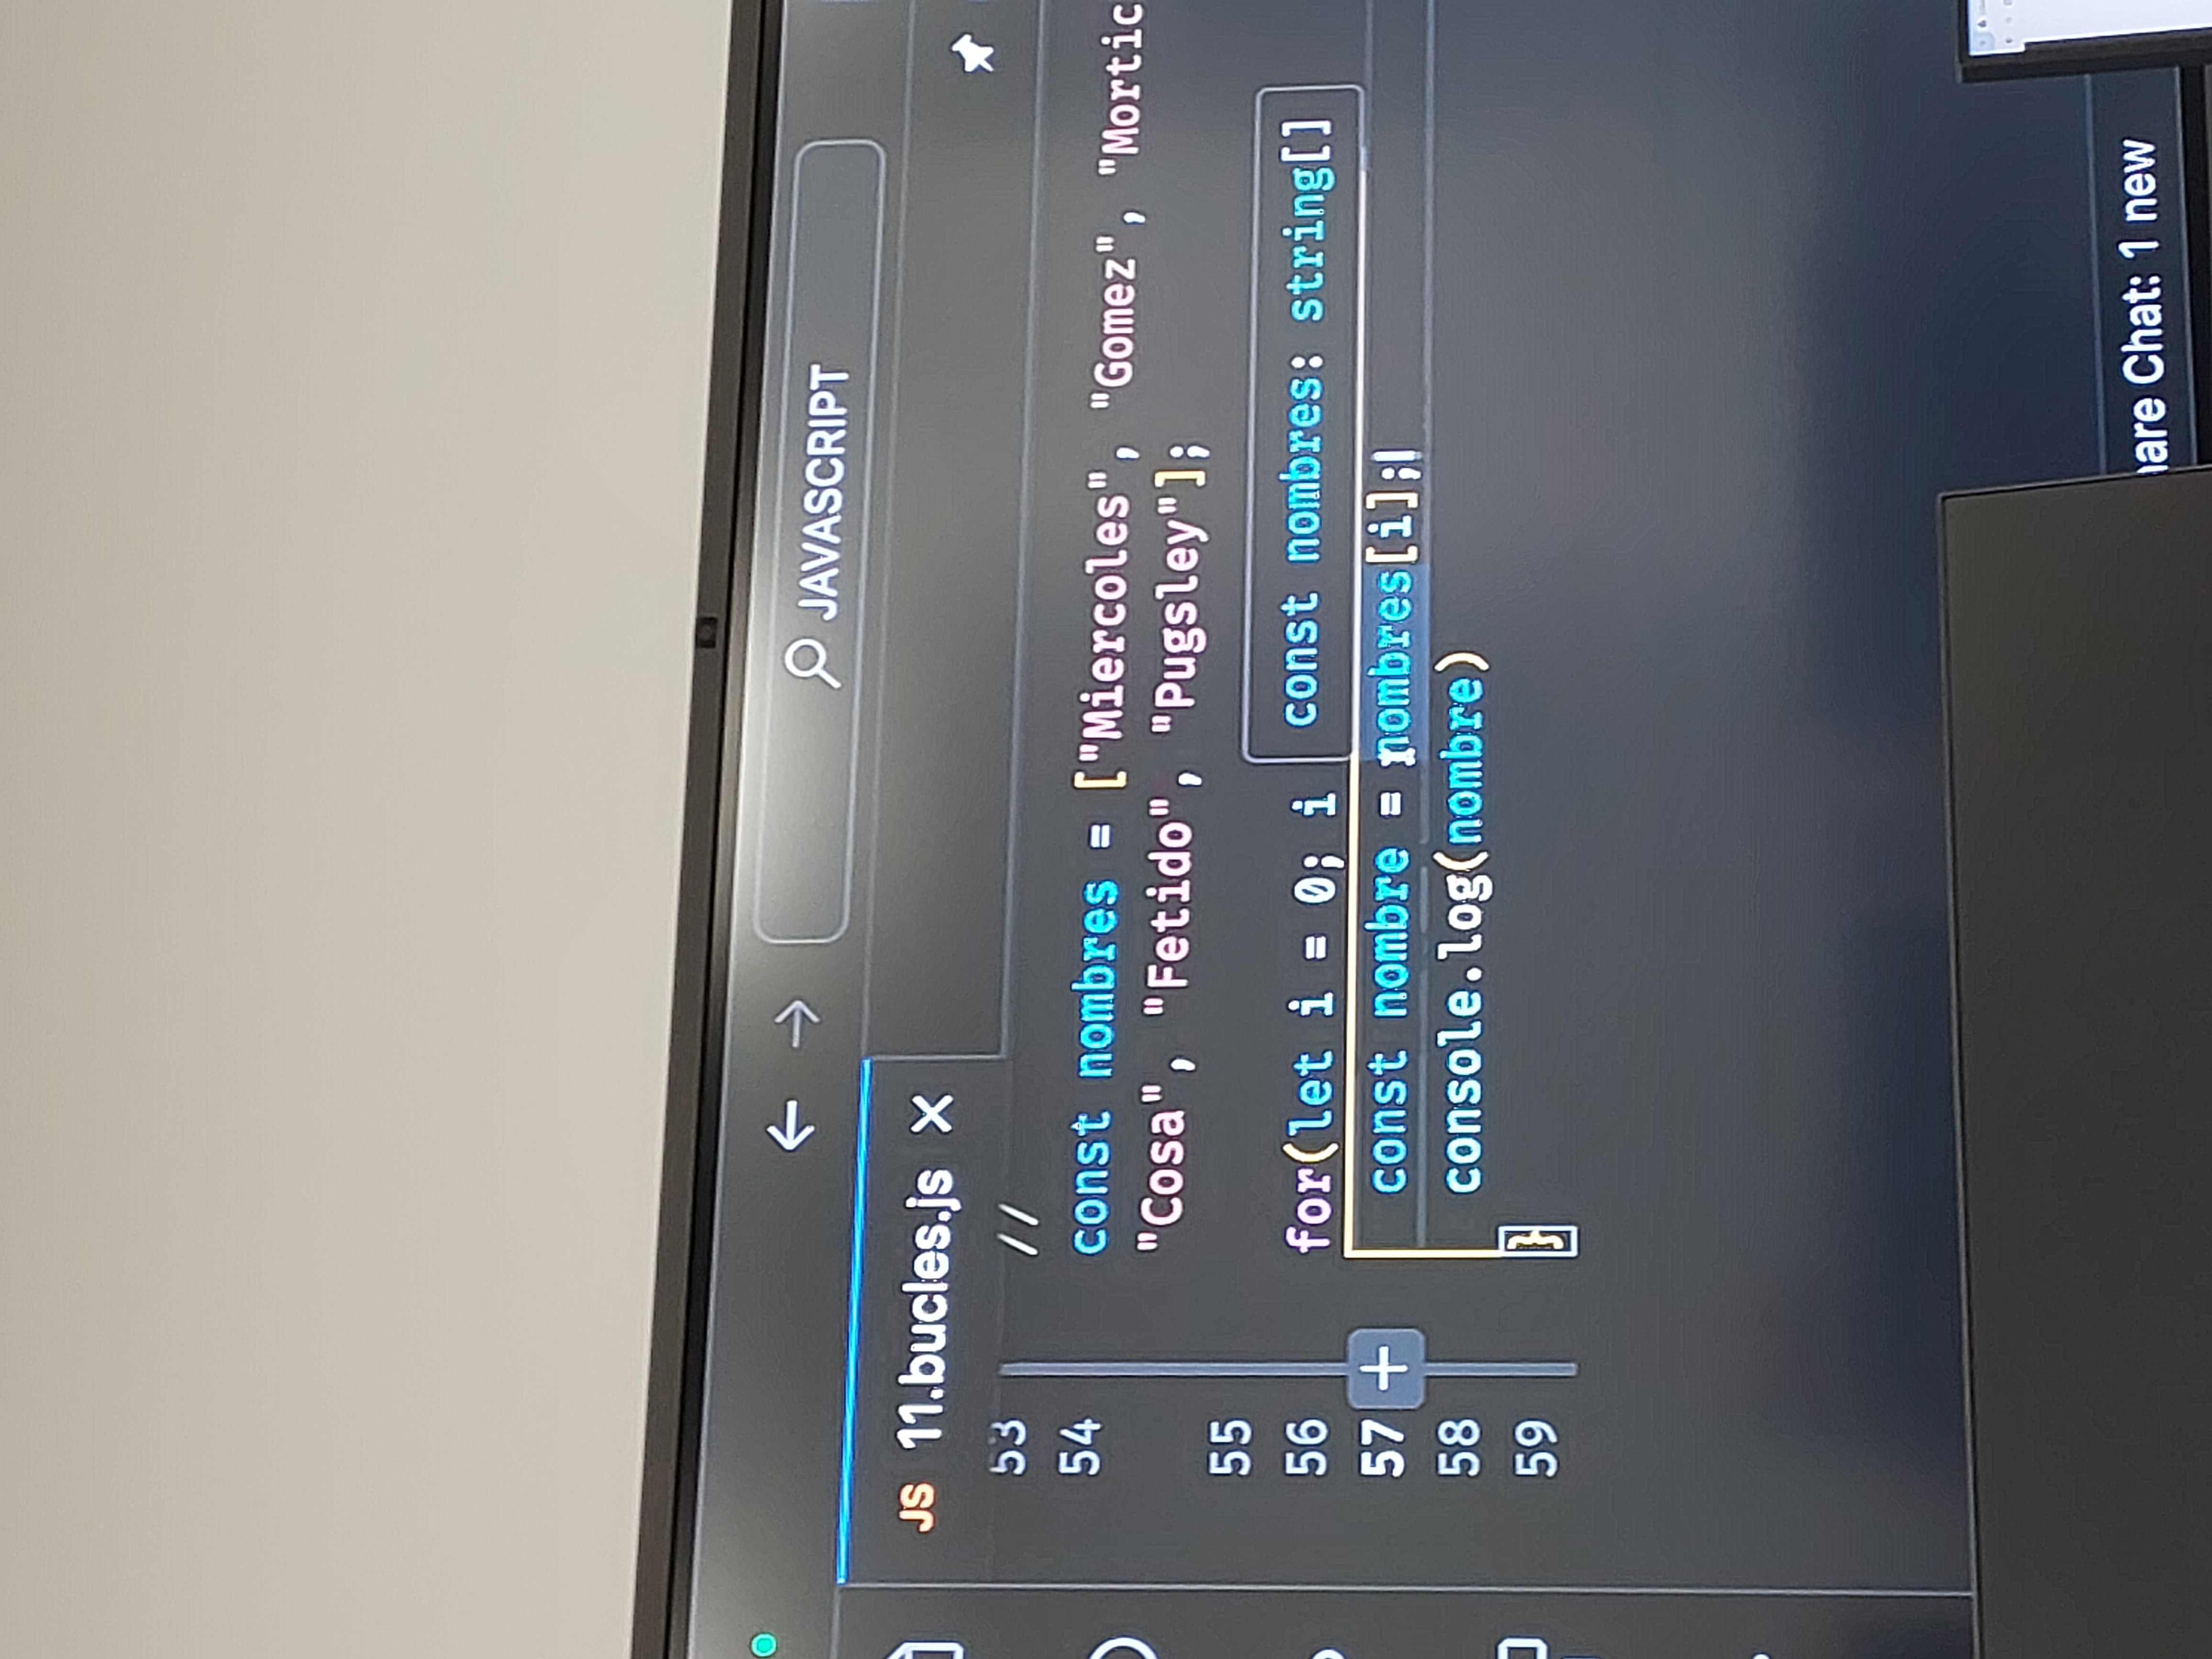 JAVASCRIPT
JS 11.bucles.js
53 //
54 const nombres = ["Miercoles", "Gomez", "Mortic
"Cosa", "Fetido", "Pugsley"];
55
56 for(let i = 0; i
const nombres: string[]
57 const nombre = nombres[i];
58 console.log(nombre)
59 }
are Chat: 1 new